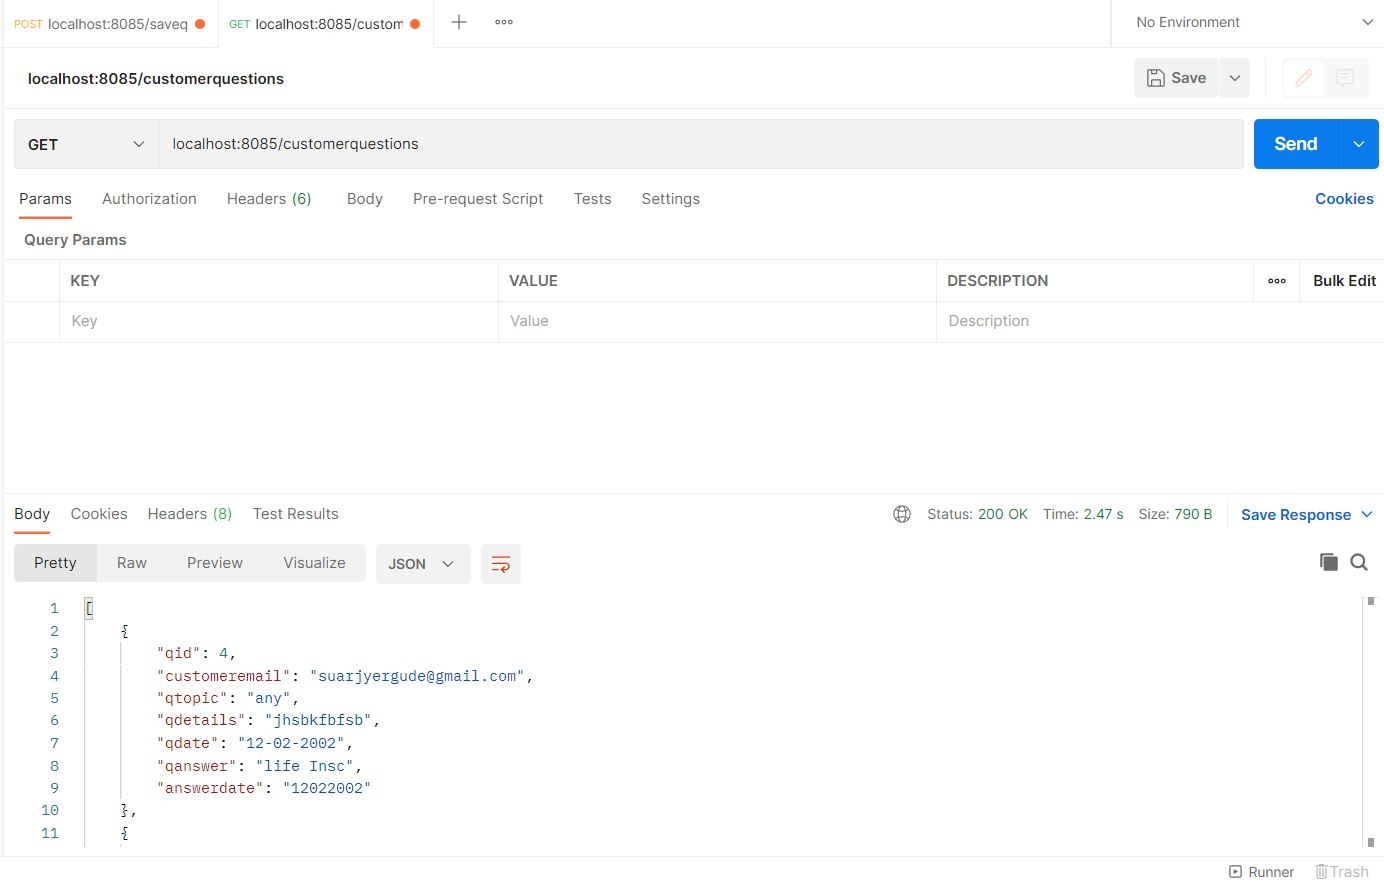 POST localhost:8085/saveq GET localhost:8085/custom No Environment
localhost:8085/customerquestions Save
GET localhost:8085/customerquestions Send
Params Authorization Headers (6) Body Pre-request Script Tests Settings Cookies
Query Params
KEY VALUE DESCRIPTION Bulk Edit
Key Value Description
Body Cookies Headers (8) Test Results Status: 200 OK Time: 2.47 s Size: 790 B Save Response
Pretty Raw Preview Visualize JSON
1 [
2 {
3 "qid": 4,
4 "customeremail": "suarjyergude@gmail.com",
5 "qtopic": "any",
6 "qdetails": "jhsbkfbfsb",
7 "qdate": "12-02-2002",
8 "qanswer": "life Insc",
9 "answerdate": "12022002"
10 },
11 {
Runner Trash